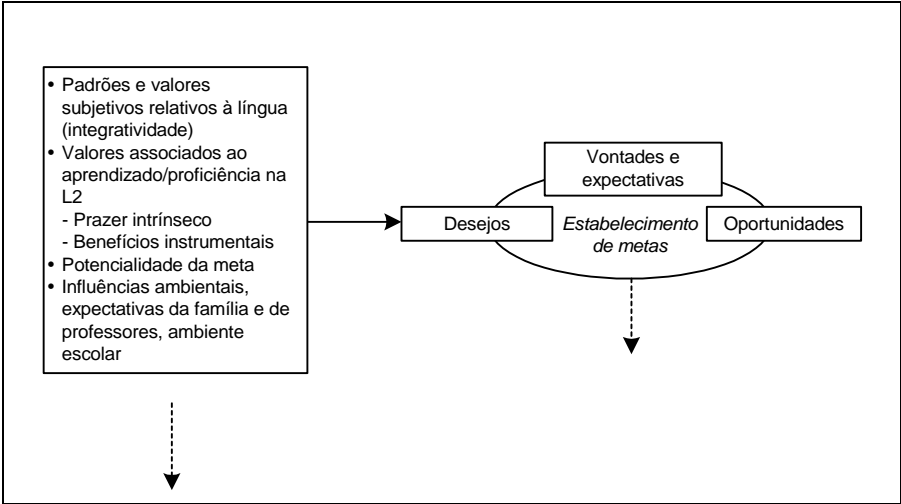 • Padrões e valores
subjetivos relativos à língua
(integratividade)
• Valores associados ao
aprendizado/proficiência na
L2
- Prazer intrínseco
- Benefícios instrumentais
• Potencialidade da meta
• Influências ambientais,
expectativas da família e de
professores, ambiente
escolar
Vontades e
expectativas
Desejos
Estabelecimento
de metas
Oportunidades